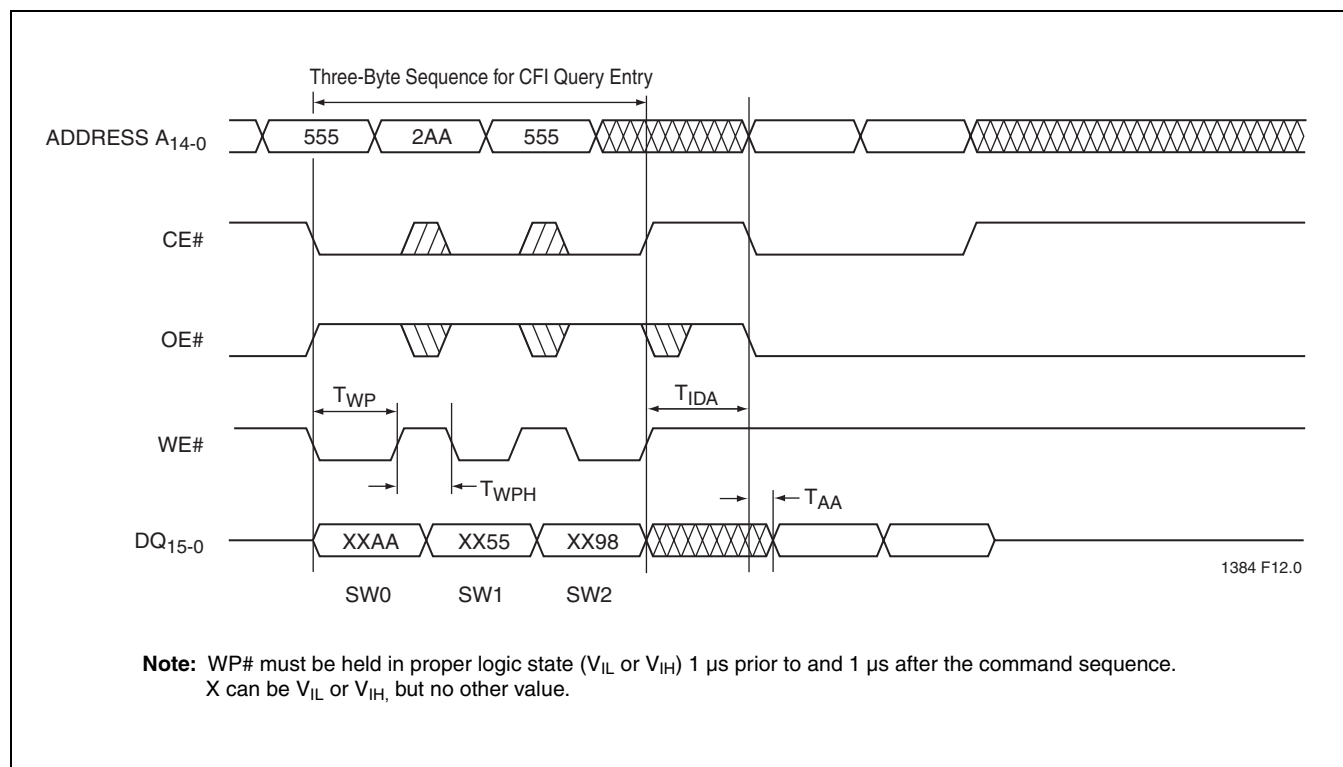 Three-Byte Sequence for CFI Query Entry
ADDRESS A14-0
555
2AA
555
CE#
OE#
TWP
TIDA
WE#
TWPH
TAA
DQ15-0
XXAA
XX55
XX98
1384 F12.0
SW0
SW1
SW2
Note: WP# must be held in proper logic state (VIL or VIH) 1 µs prior to and 1 µs after the command sequence.
X can be VIL or VIH, but no other value.